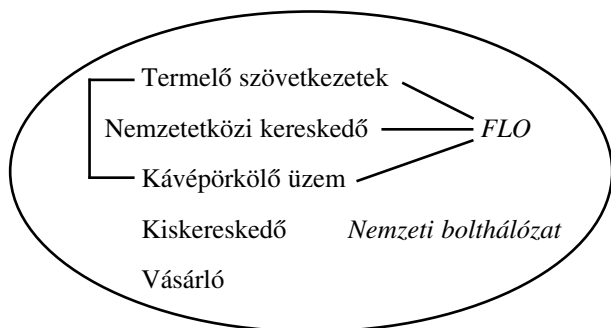 Termelő szövetkezetek
Nemzetetközi kereskedő FLO
Kávépörkölő üzem
Kiskereskedő Nemzeti bolthálózat
Vásárló